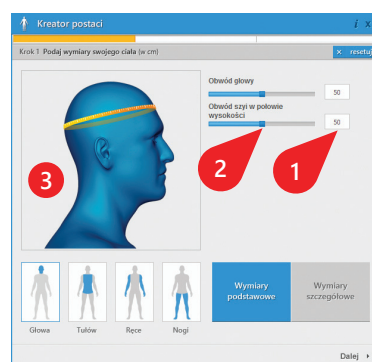 Kreator postaci
i x
Krok 1 Podaj wymiary swojego ciała (w cm)
x resetuj
Obwód głowy
50
Obwód szyi w połowie
wysokości
50
3
2
1
Wymiary
podstawowe
Wymiary
szczegółowe
Głowa Tułów Ręce Nogi
Dalej